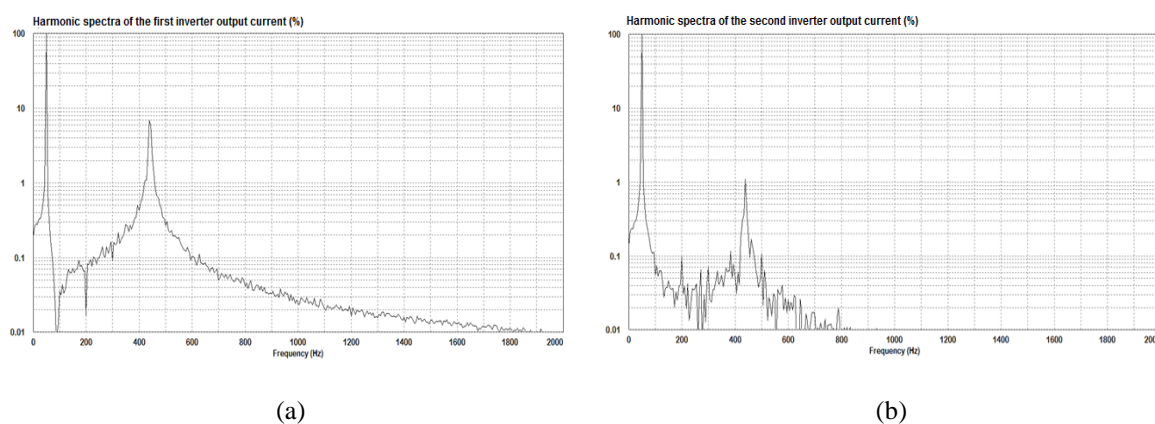 Harmonic spectra of the first inverter output current (%)
100
10
1
0.1
0.01
0 200 400 600 800 1000 1200 1400 1600 1800 2000
Frequency (Hz)
(a)
Harmonic spectra of the second inverter output current (%)
100
10
1
0.1
0.01
0 200 400 600 800 1000 1200 1400 1600 1800 200
Frequency (Hz)
(b)